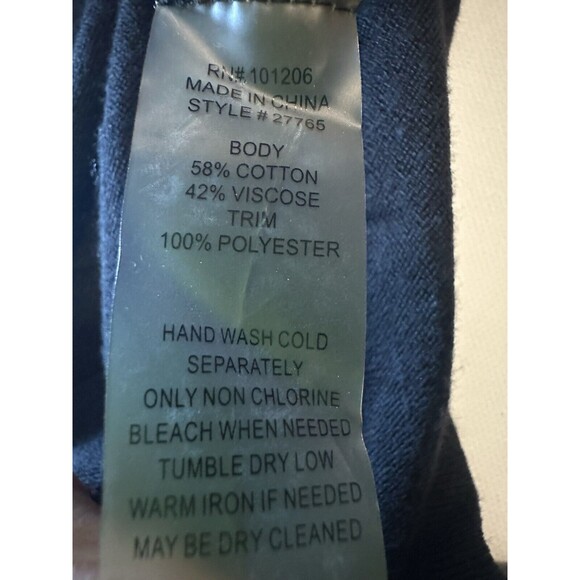 RN# 101206
MADE IN CHINA
STYLE # 27765
BODY
58% COTTON
42% VISCOSE
TRIM
100% POLYESTER
HAND WASH COLD
SEPARATELY
ONLY NON CHLORINE
BLEACH WHEN NEEDED
TUMBLE DRY LOW
WARM IRON IF NEEDED
MAY BE DRY CLEANED